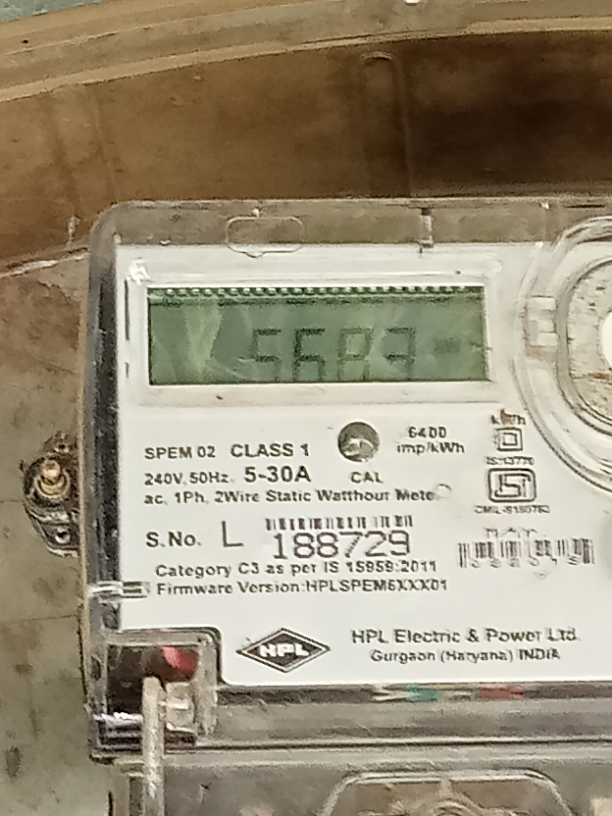 kWh
SPEM 02 CLASS 1
6400
imp/kWh
240V, 50Hz. 5-30A
CAL
ac, 1Ph, 2Wire Static Watthour Meter
S.No. L 188729
Category C3 as per IS 15959:2011
Firmware Version:HPLSPEM6XXX01
HPL
HPL Electric & Power Ltd.
Gurgaon (Haryana) INDIA